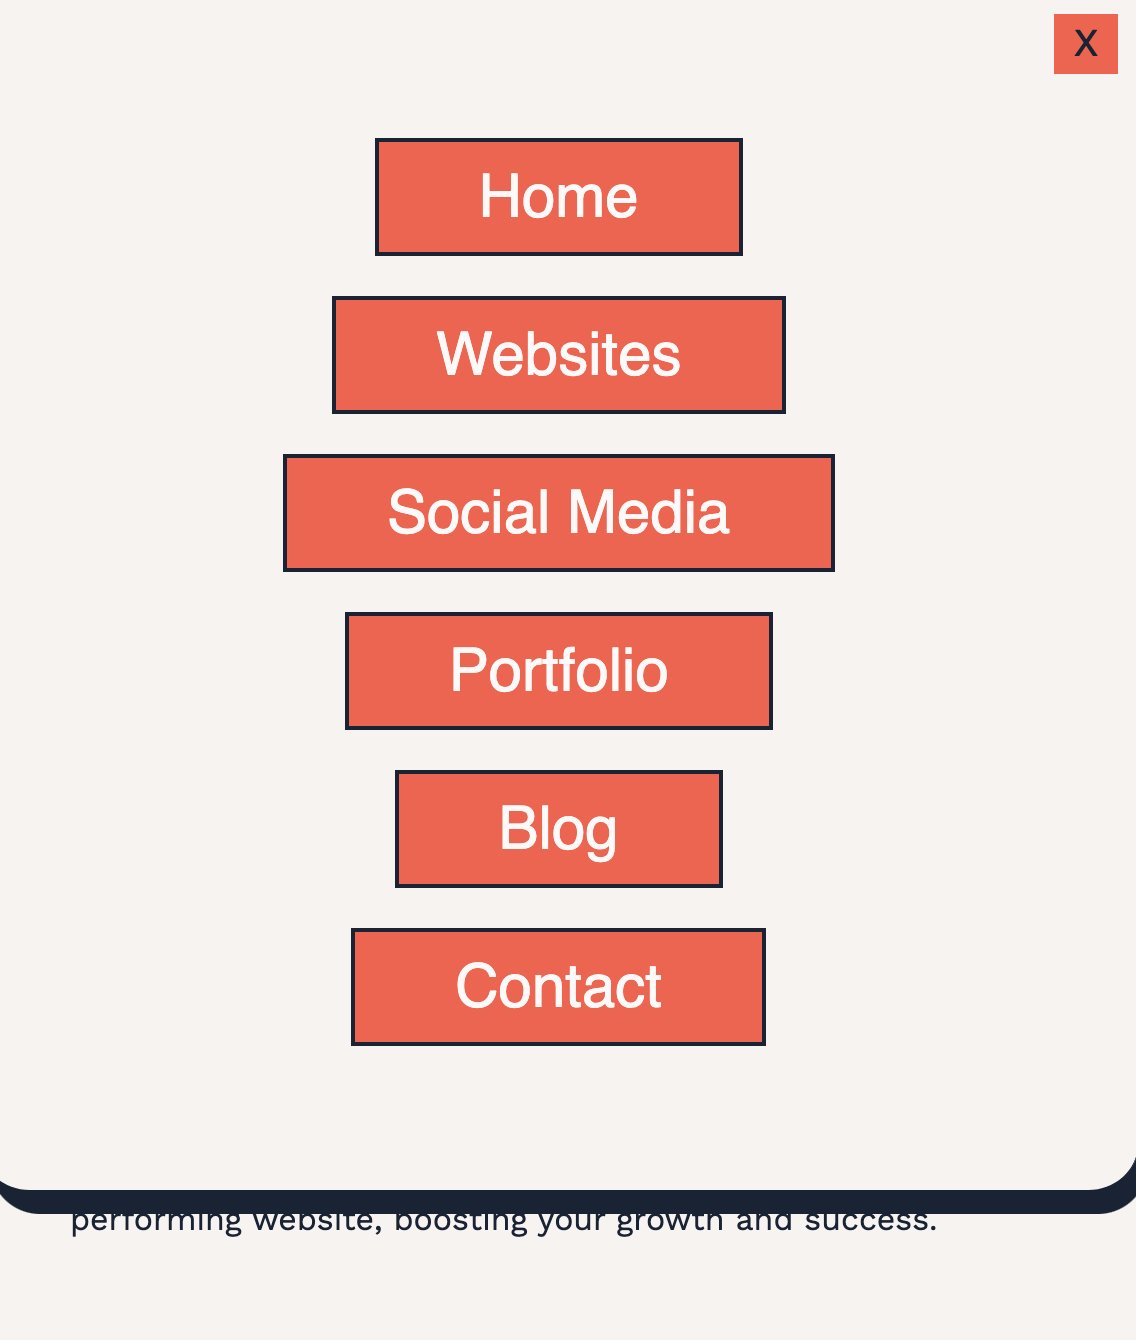 X
Home
Websites
Social Media
Portfolio
Blog
Contact
performing website, boosting your growth and success.